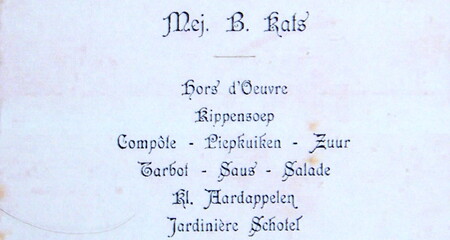 Mej. B. Kats
Hors d'Oeuvre
Kippensoep
Compôte - Piepkuiken - Zuur
Tarbot - Saus - Salade
Kl. Aardappelen
Jardinière Schotel